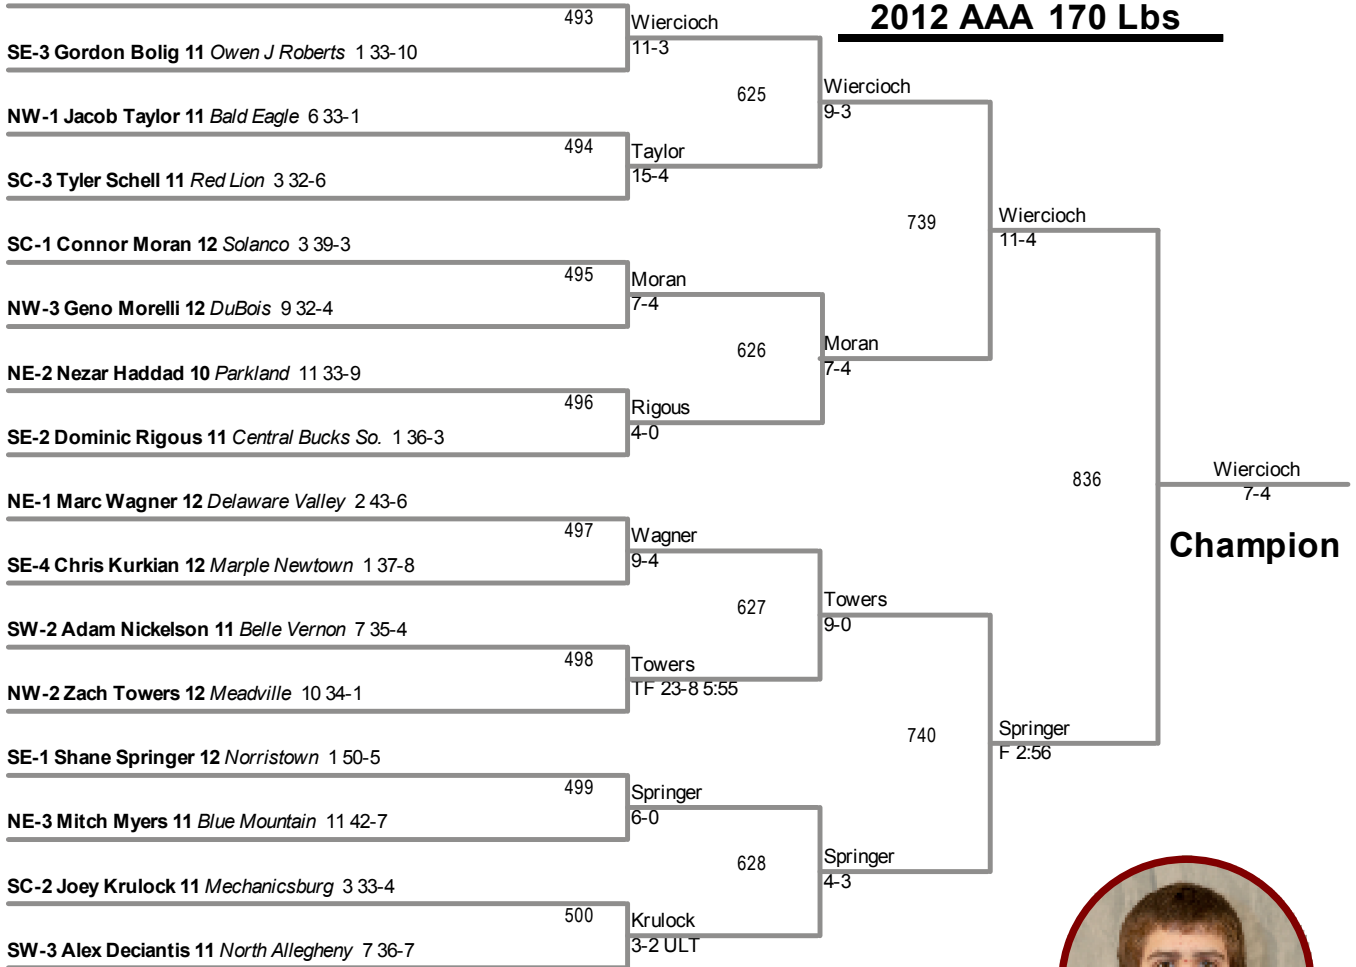 2012 AAA 170 Lbs
493
Wiercioch
11-3
SE-3 Gordon Bolig 11 Owen J Roberts 1 33-10
625
Wiercioch
9-3
NW-1 Jacob Taylor 11 Bald Eagle 6 33-1
494
Taylor
15-4
SC-3 Tyler Schell 11 Red Lion 3 32-6
739
Wiercioch
11-4
SC-1 Connor Moran 12 Solanco 3 39-3
495
Moran
7-4
NW-3 Geno Morelli 12 DuBois 9 32-4
626
Moran
7-4
NE-2 Nezar Haddad 10 Parkland 11 33-9
496
Rigous
4-0
SE-2 Dominic Rigous 11 Central Bucks So. 1 36-3
836
Wiercioch
7-4
Champion
NE-1 Marc Wagner 12 Delaware Valley 2 43-6
497
Wagner
9-4
SE-4 Chris Kurkian 12 Marple Newtown 1 37-8
627
Towers
9-0
SW-2 Adam Nickelson 11 Belle Vernon 7 35-4
498
Towers
TF 23-8 5:55
NW-2 Zach Towers 12 Meadville 10 34-1
740
Springer
F 2:56
SE-1 Shane Springer 12 Norristown 1 50-5
499
Springer
6-0
NE-3 Mitch Myers 11 Blue Mountain 11 42-7
628
Springer
4-3
SC-2 Joey Krulock 11 Mechanicsburg 3 33-4
500
Krulock
3-2 ULT
SW-3 Alex Deciantis 11 North Allegheny 7 36-7